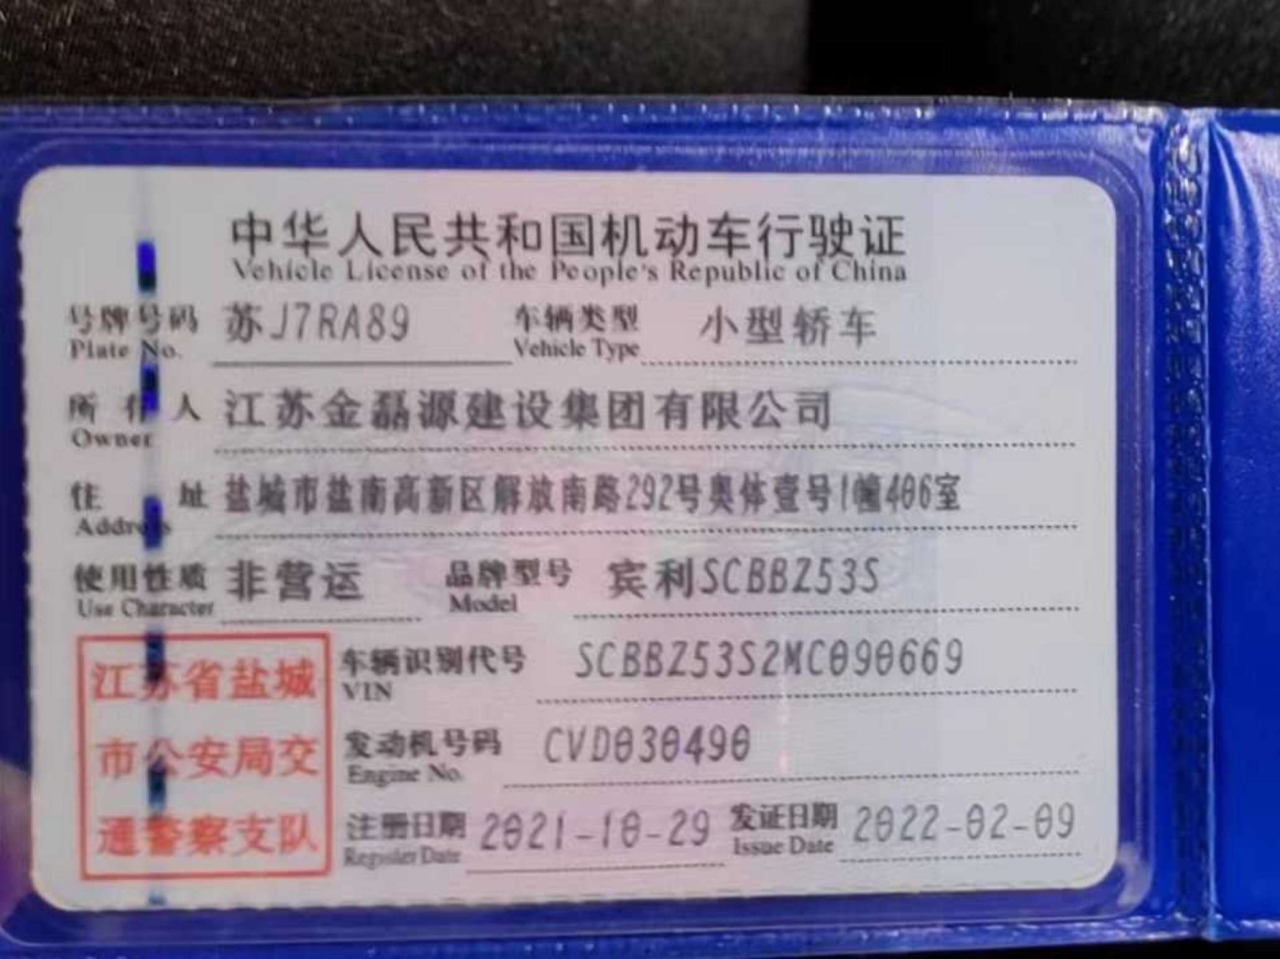 中华人民共和国机动车行驶证
Vehicle License of the People's Republic of China
号牌号码 苏J7RA89 车辆类型 小型轿车
Plate No. Vehicle Type
所有人 江苏金磊源建设集团有限公司
Owner
住址 盐城市盐南高新区解放南路292号奥体壹号1幢406室
Address
使用性质 非营运 品牌型号 宾利SCBBZ53S
Use Character Model
江苏省盐城
市公安局交
通警察支队
车辆识别代号 SCBBZ53S2MC090669
VIN
发动机号码 CVD030490
Engine No.
注册日期 2021-10-29 发证日期 2022-02-09
Register Date Issue Date